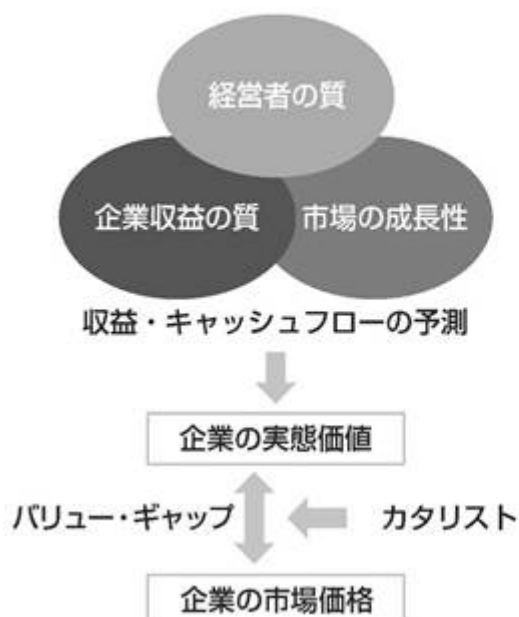 経営者の質
企業収益の質
市場の成長性
収益・キャッシュフローの予測
企業の実態価値
バリュー・ギャップ
カタリスト
企業の市場価格